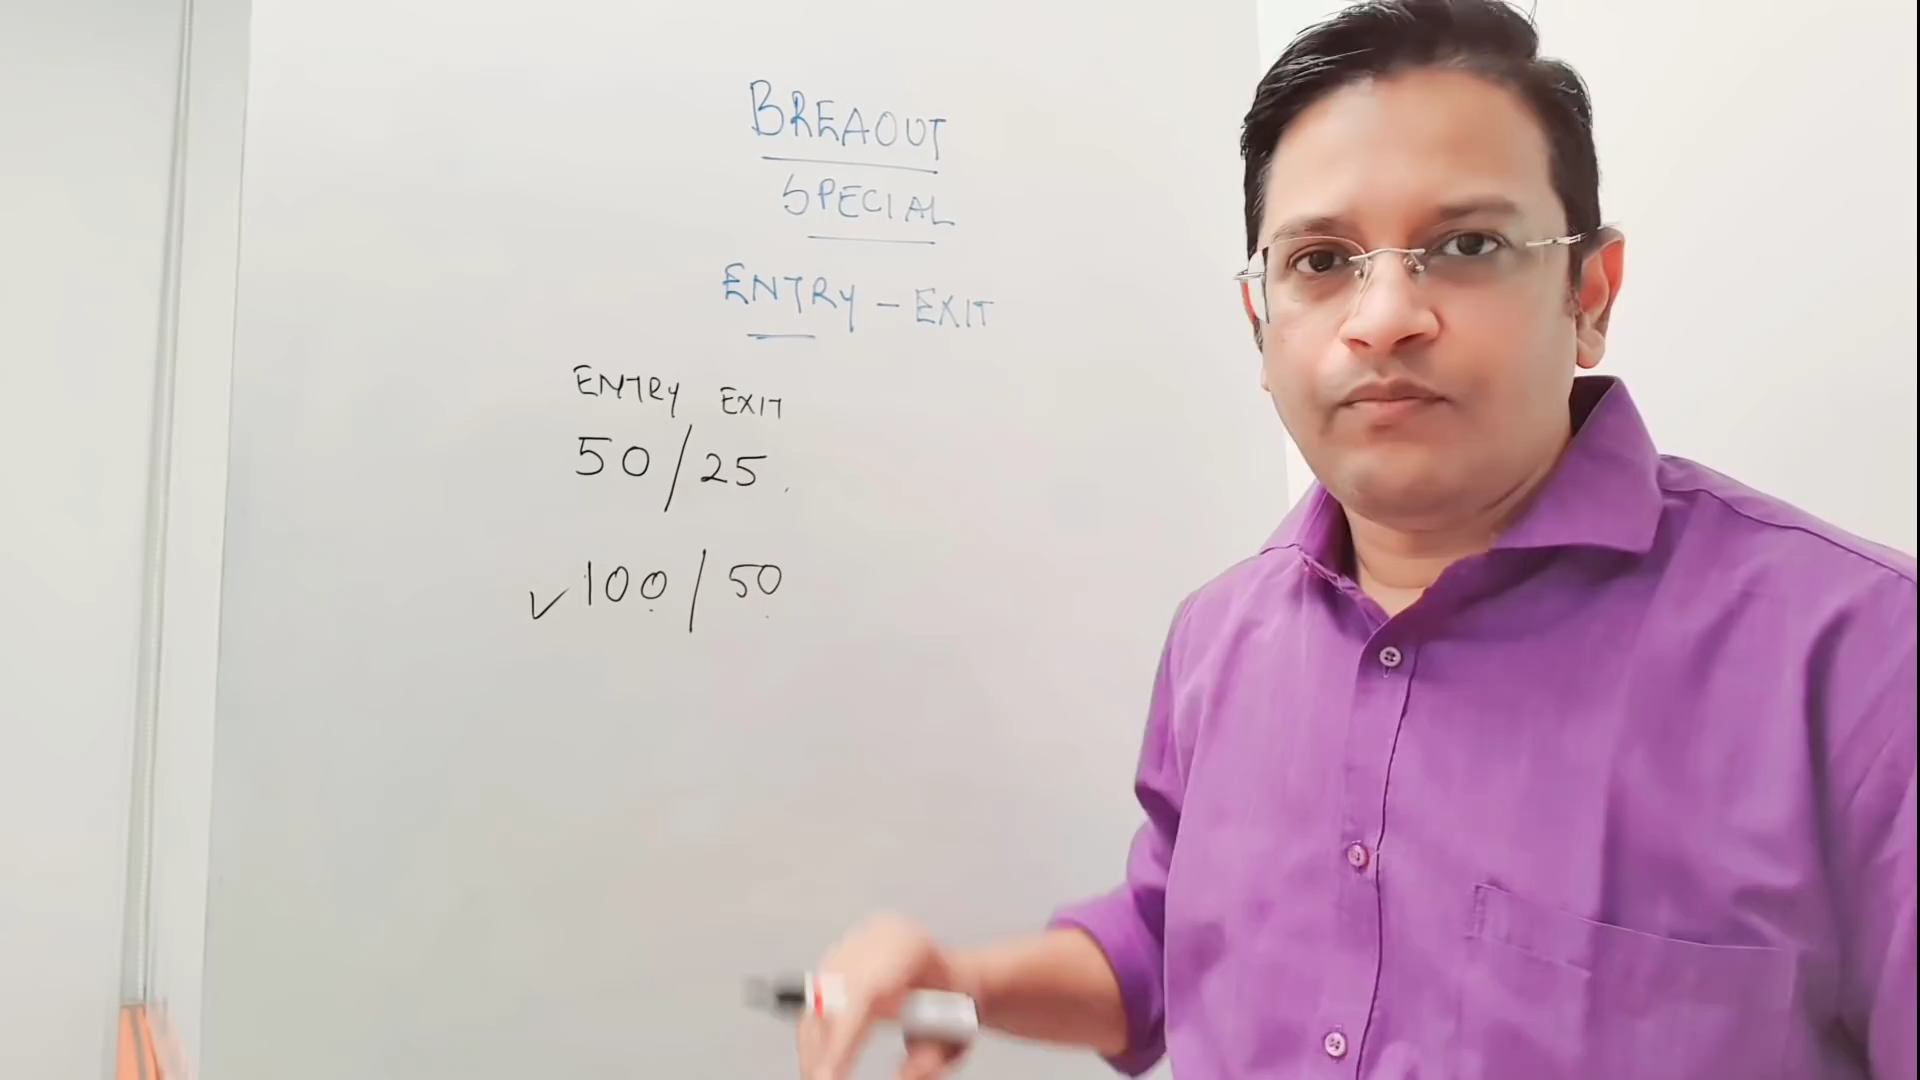 BREAOUT
SPECIAL
ENTRY - EXIT
ENTRY EXIT
50/25
✓ 100/50